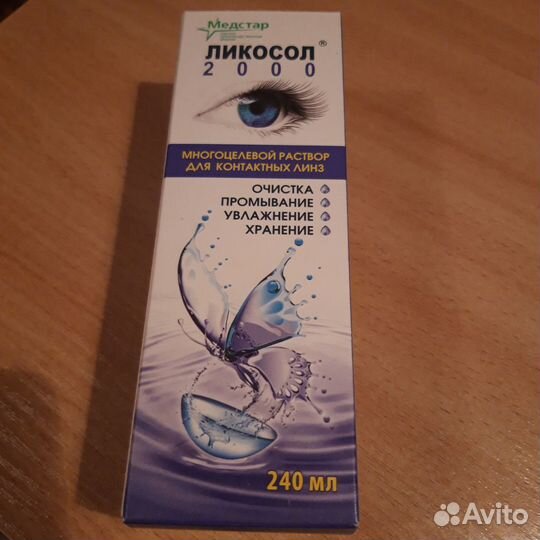 Медстар
ЛИКОСОЛ®
2000
МНОГОЦЕЛЕВОЙ РАСТВОР
ДЛЯ КОНТАКТНЫХ ЛИНЗ
ОЧИСТКА
ПРОМЫВАНИЕ
УВЛАЖНЕНИЕ
ХРАНЕНИЕ
240 мл
Avito